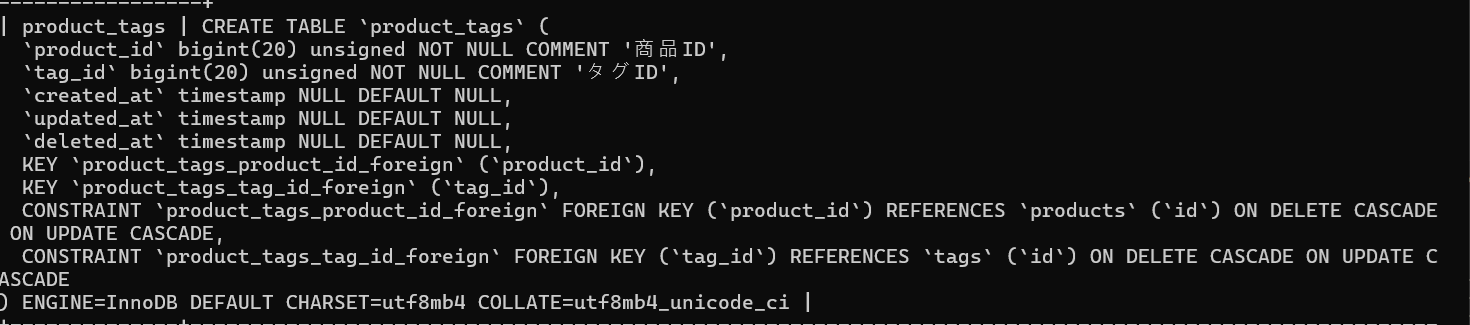 -----------------+
| product_tags | CREATE TABLE `product_tags` (
  `product_id` bigint(20) unsigned NOT NULL COMMENT '商品ID',
  `tag_id` bigint(20) unsigned NOT NULL COMMENT 'タグID',
  `created_at` timestamp NULL DEFAULT NULL,
  `updated_at` timestamp NULL DEFAULT NULL,
  `deleted_at` timestamp NULL DEFAULT NULL,
  KEY `product_tags_product_id_foreign` (`product_id`),
  KEY `product_tags_tag_id_foreign` (`tag_id`),
  CONSTRAINT `product_tags_product_id_foreign` FOREIGN KEY (`product_id`) REFERENCES `products` (`id`) ON DELETE CASCADE
 ON UPDATE CASCADE,
  CONSTRAINT `product_tags_tag_id_foreign` FOREIGN KEY (`tag_id`) REFERENCES `tags` (`id`) ON DELETE CASCADE ON UPDATE C
ASCADE
) ENGINE=InnoDB DEFAULT CHARSET=utf8mb4 COLLATE=utf8mb4_unicode_ci |